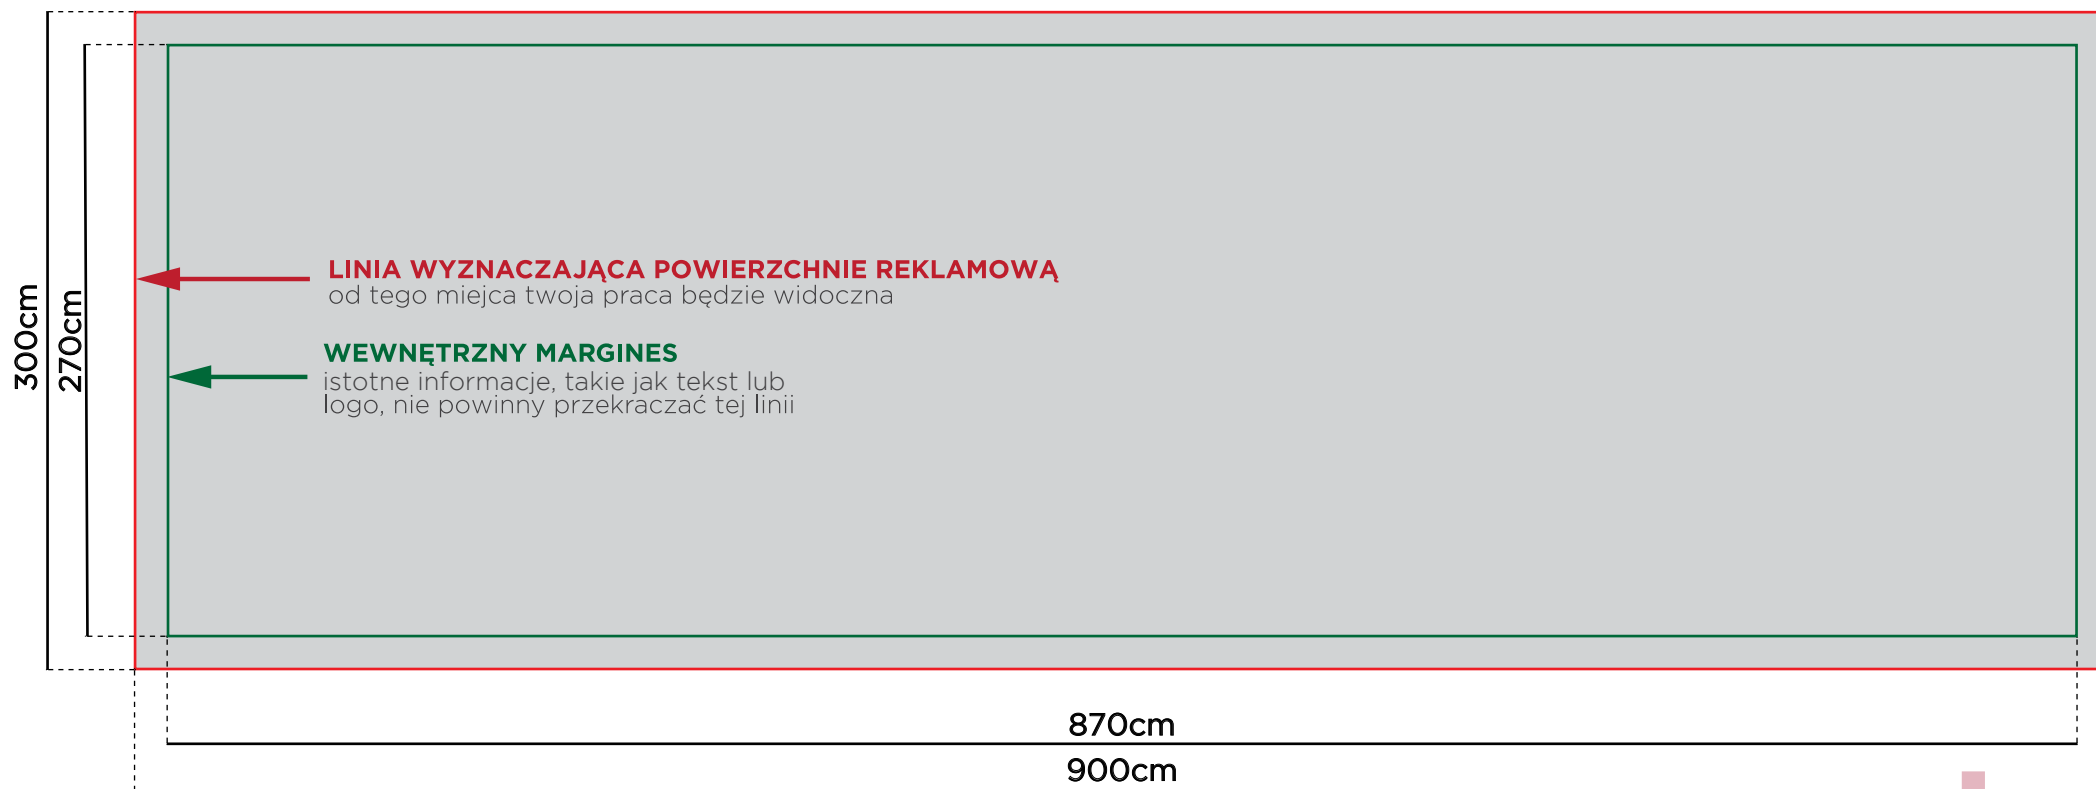 300cm
270cm
LINIA WYZNACZAJĄCA POWIERZCHNIE REKLAMOWĄ
od tego miejca twoja praca będzie widoczna
WEWNĘTRZNY MARGINES
istotne informacje, takie jak tekst lub
logo, nie powinny przekraczać tej linii
870cm
900cm